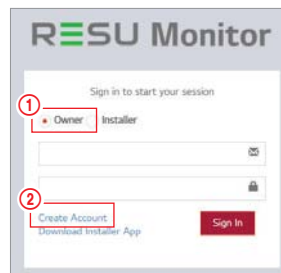 RESU Monitor
Sign in to start your session
①
Owner Installer
②
Create Account
Sign In
Download Installer App